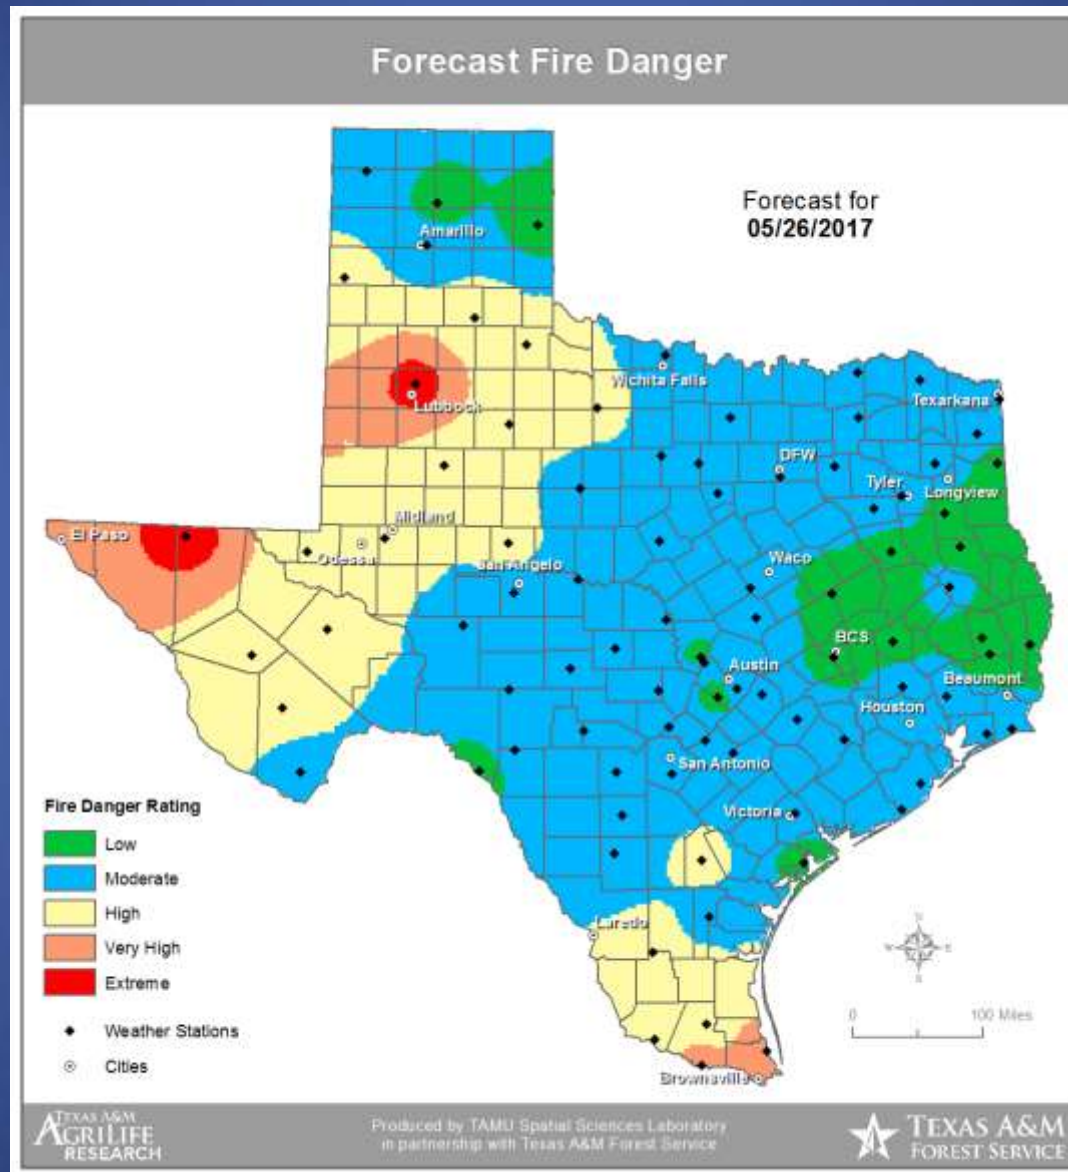 Forecast Fire Danger
Forecast for
05/26/2017
Amarillo
Lubbock
Wichita Falls
Texarkana
DFW
Tyler
Longview
El Paso
Midland
Odessa
San Angelo
Waco
BCS
Austin
Beaumont
Houston
San Antonio
Victoria
Laredo
Brownsville
Fire Danger Rating
Low
Moderate
High
Very High
Extreme
Weather Stations
Cities
N
W
E
S
0 100 Miles
TEXAS A&M
AGRILIFE
RESEARCH
Produced by TAMU Spatial Sciences Laboratory
in partnership with Texas A&M Forest Service
TEXAS A&M
FOREST SERVICE